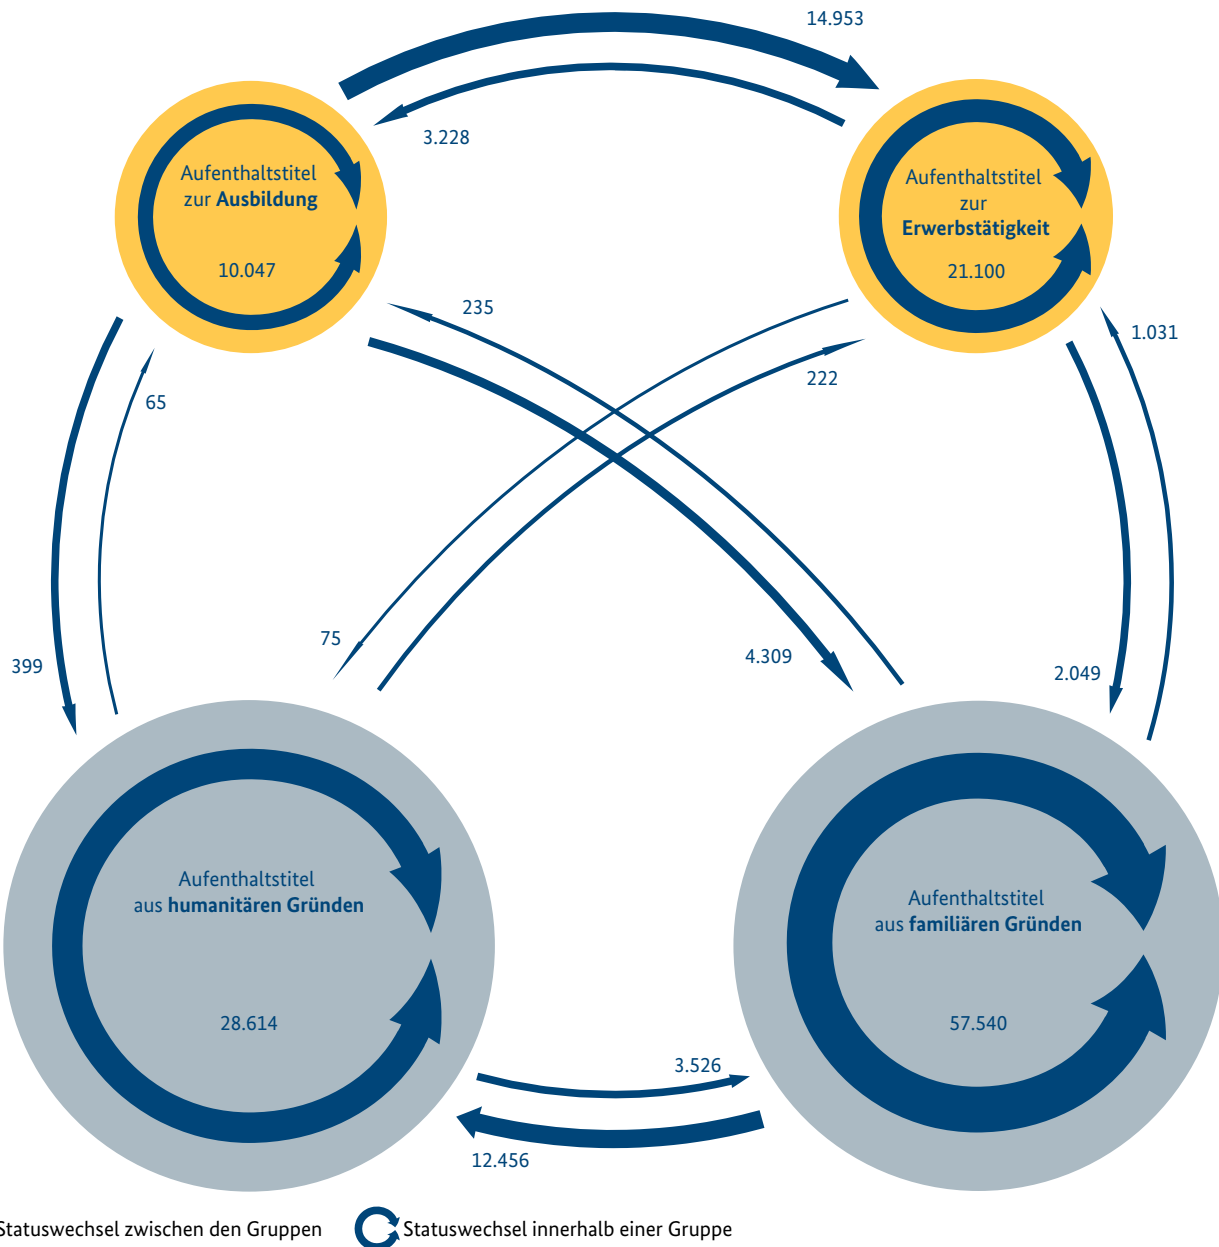 14.953
3.228
Aufenthaltstitel
zur Ausbildung
10.047
Aufenthaltstitel
zur
Erwerbstätigkeit
21.100
235
222
1.031
65
75
4.309
399
2.049
Aufenthaltstitel
aus humanitären Gründen
28.614
Aufenthaltstitel
aus familiären Gründen
57.540
3.526
12.456
Statuswechsel zwischen den Gruppen
Statuswechsel innerhalb einer Gruppe